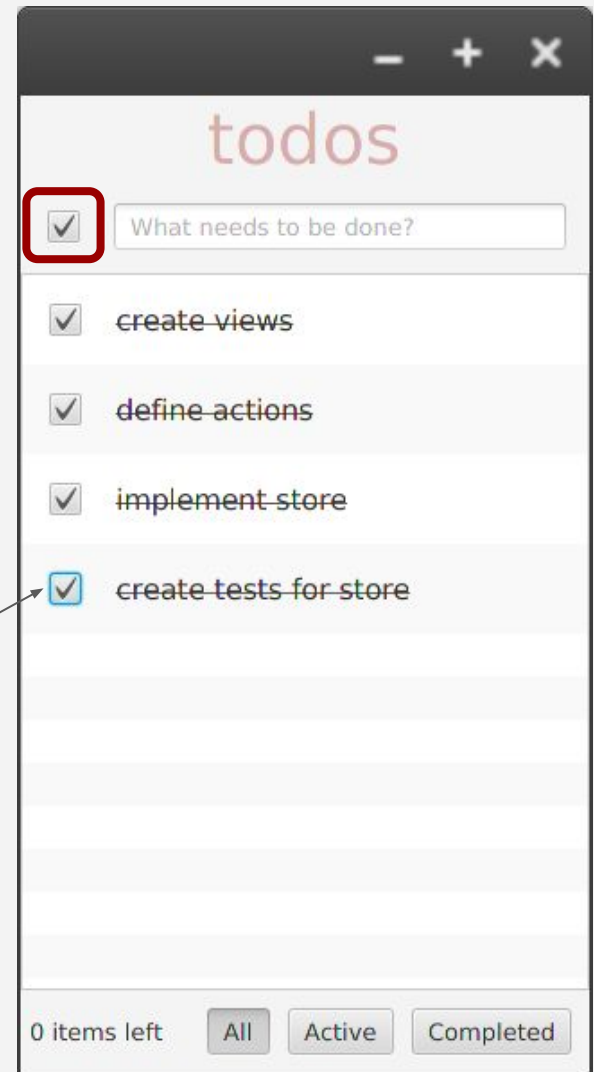 todos
What needs to be done?
create views
define actions
implement store
create tests for store
0 items left All Active Completed